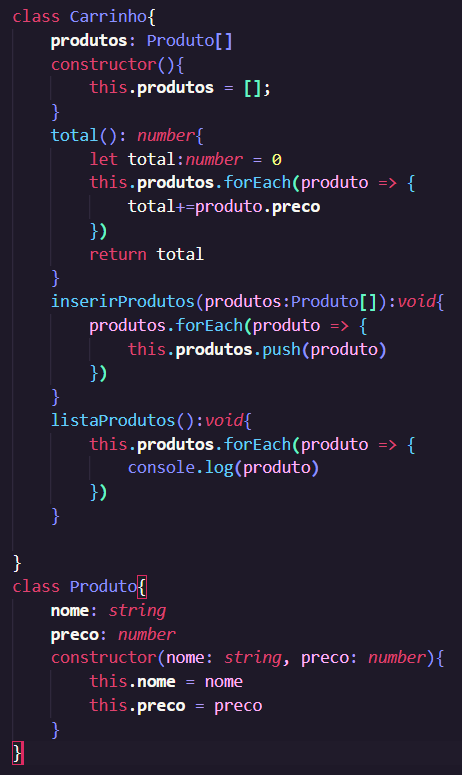 class Carrinho{
    produtos: Produto[]
    constructor(){
        this.produtos = [];
    }
    total(): number{
        let total:number = 0
        this.produtos.forEach(produto => {
            total+=produto.preco
        })
        return total
    }
    inserirProdutos(produtos:Produto[]):void{
        produtos.forEach(produto => {
            this.produtos.push(produto)
        })
    }
    listaProdutos():void{
        this.produtos.forEach(produto => {
            console.log(produto)
        })
    }

}
class Produto{
    nome: string
    preco: number
    constructor(nome: string, preco: number){
        this.nome = nome
        this.preco = preco
    }
}